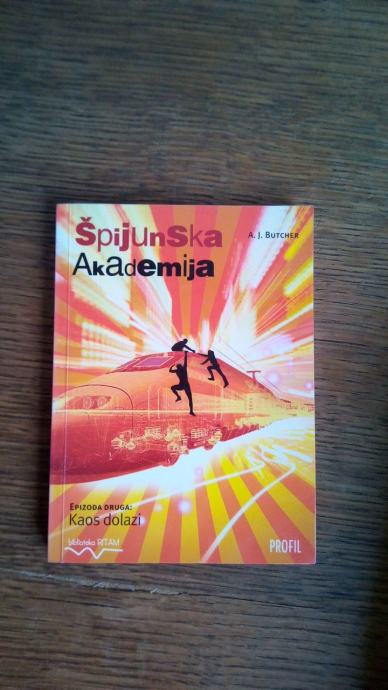 Špijunska
A. J. Butcher
Akademija
Epizoda druga:
Kaos dolazi
biblioteka RITAM
PROFIL